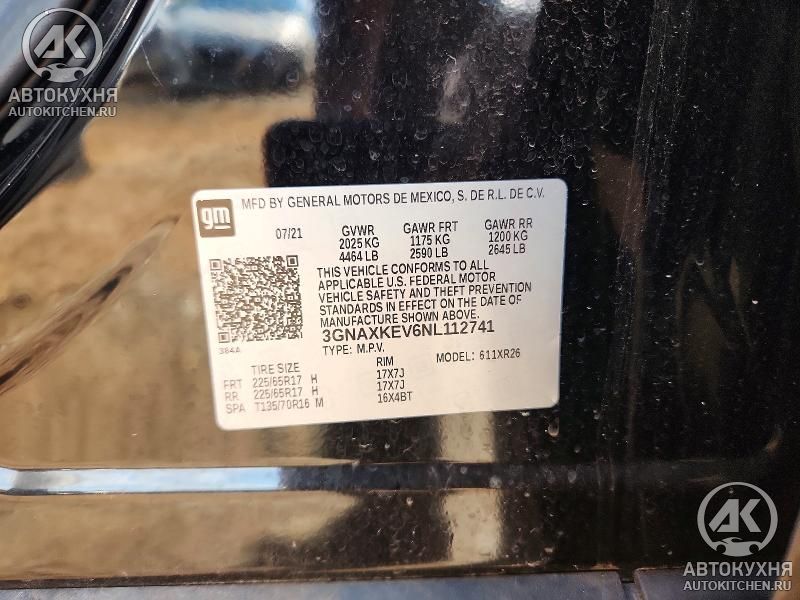 AK
АВТОКУХНЯ
AUTOKITCHEN.RU
gm
MFD BY GENERAL MOTORS DE MEXICO, S. DE R.L. DE C.V.
07/21 GVWR GAWR FRT GAWR RR
2025 KG 1175 KG 1200 KG
4464 LB 2590 LB 2645 LB
THIS VEHICLE CONFORMS TO ALL
APPLICABLE U.S. FEDERAL MOTOR
VEHICLE SAFETY AND THEFT PREVENTION
STANDARDS IN EFFECT ON THE DATE OF
MANUFACTURE SHOWN ABOVE.
384A 3GNAXKEV6NL112741
TYPE: M.P.V. MODEL: 611XR26
TIRE SIZE RIM
FRT 225/65R17 H 17X7J
RR 225/65R17 H 17X7J
SPA T135/70R16 M 16X4BT
AK
АВТОКУХНЯ
AUTOKITCHEN.RU